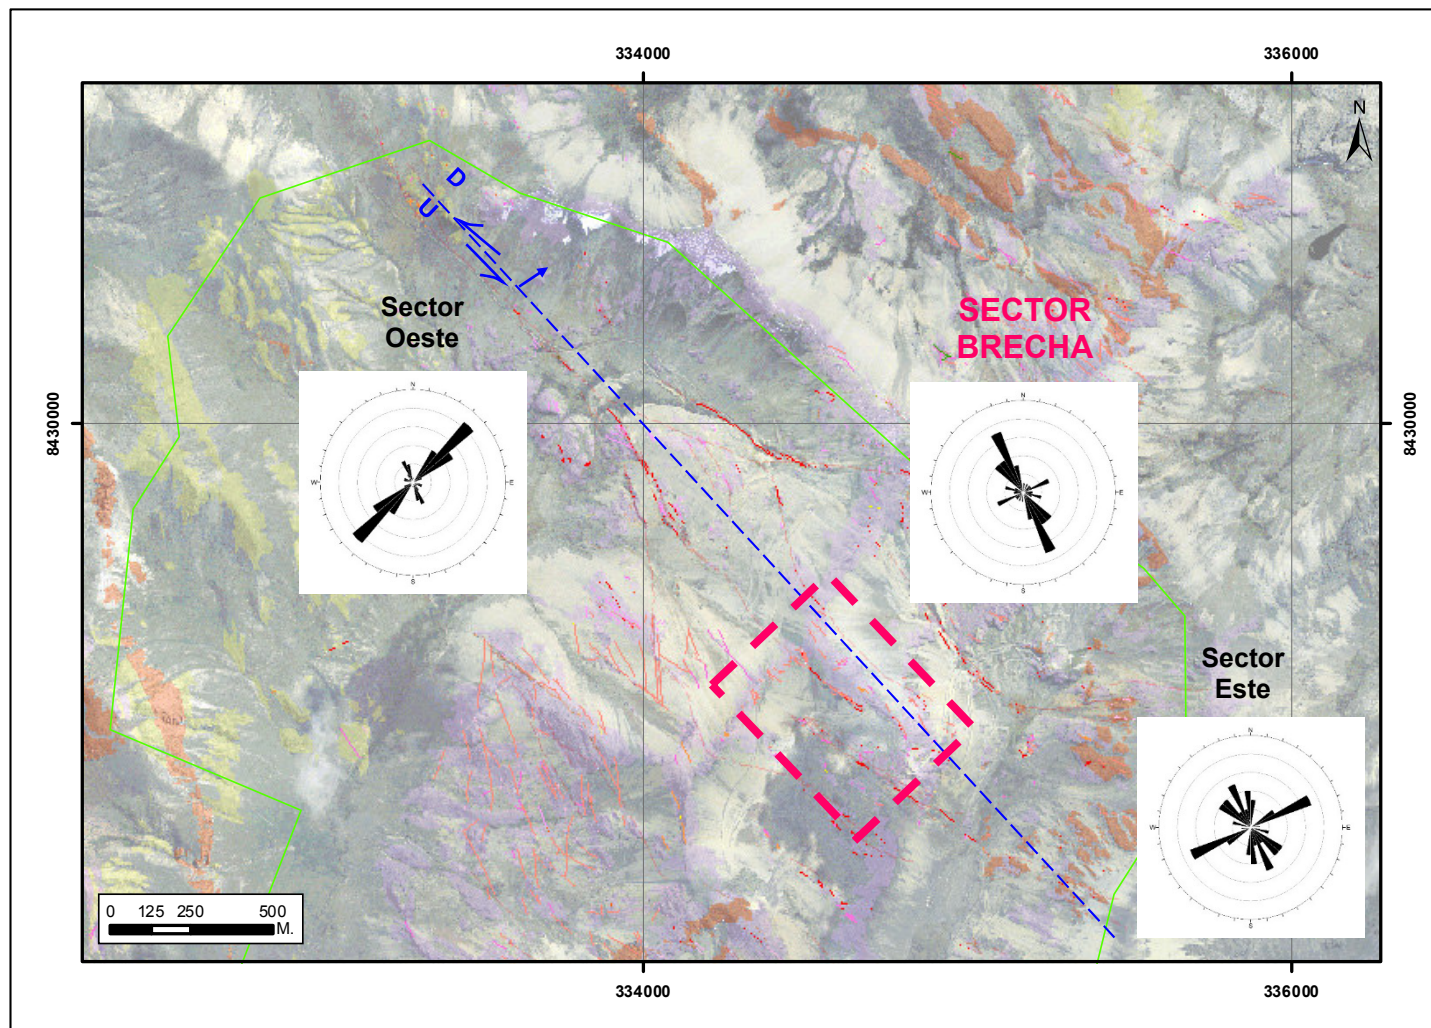 334000
336000
N
D
U
Sector
Oeste
SECTOR
BRECHA
8430000
8430000
N
W
E
S
N
W
E
S
Sector
Este
N
W
E
S
0 125 250 500
M.
334000
336000